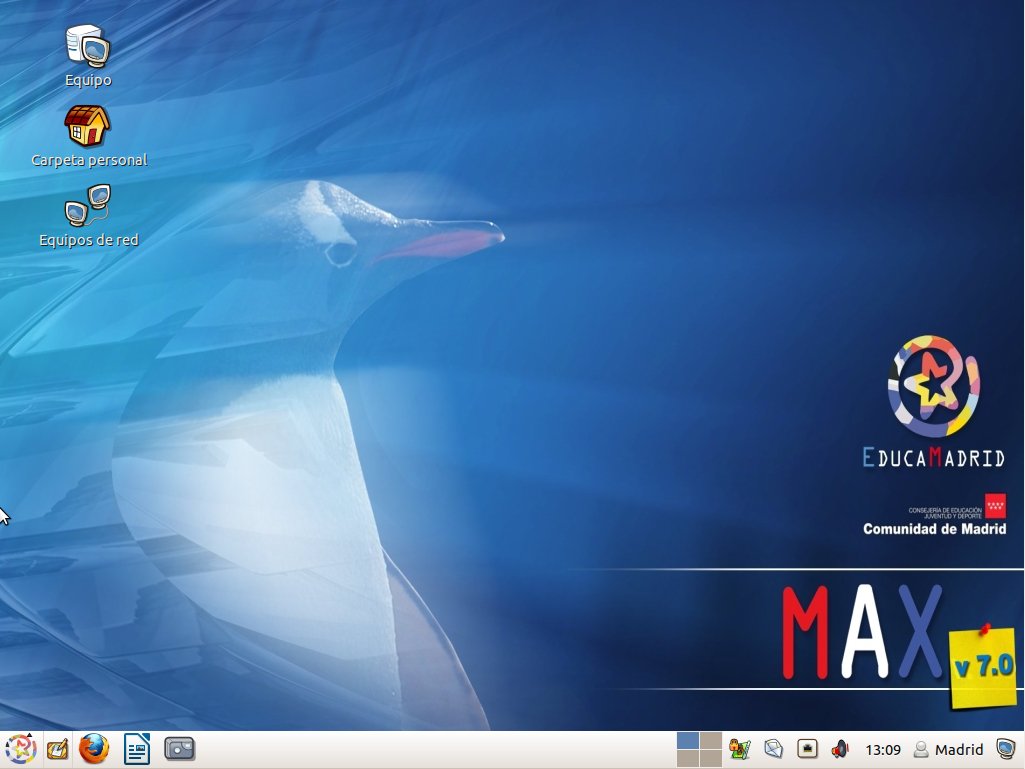 Equipo
Carpeta personal
Equipos de red
EDUCAMADRID
CONSEJERÍA DE EDUCACIÓN
JUVENTUD Y DEPORTE
Comunidad de Madrid
MAX
v 7.0
13:09 Madrid